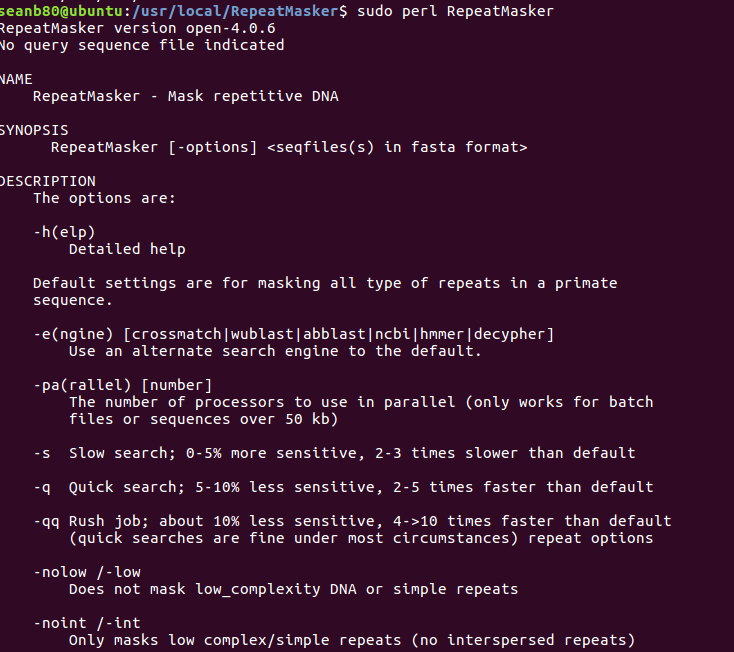 seanb80@ubuntu:/usr/local/RepeatMasker$ sudo perl RepeatMasker
RepeatMasker version open-4.0.6
No query sequence file indicated
NAME
RepeatMasker - Mask repetitive DNA
SYNOPSIS
RepeatMasker [-options] <seqfiles(s) in fasta format>
DESCRIPTION
The options are:
-h(elp)
Detailed help
Default settings are for masking all type of repeats in a primate
sequence.
-e(ngine) [crossmatch|wublast|abblast|ncbi|hmmer|decypher]
Use an alternate search engine to the default.
-pa(rallel) [number]
The number of processors to use in parallel (only works for batch
files or sequences over 50 kb)
-s Slow search; 0-5% more sensitive, 2-3 times slower than default
-q Quick search; 5-10% less sensitive, 2-5 times faster than default
-qq Rush job; about 10% less sensitive, 4->10 times faster than default
(quick searches are fine under most circumstances) repeat options
-nolow /-low
Does not mask low_complexity DNA or simple repeats
-noint /-int
Only masks low complex/simple repeats (no interspersed repeats)